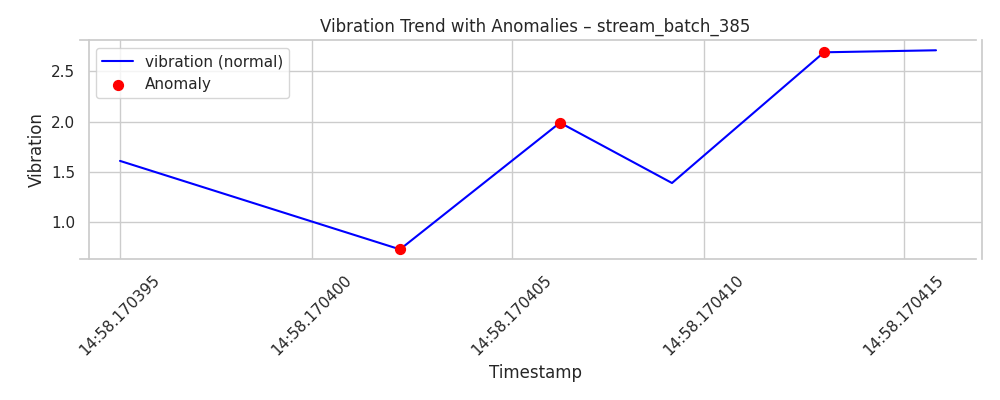 Vibration Trend with Anomalies – stream_batch_385
vibration (normal)
Anomaly
Vibration
2.5
2.0
1.5
1.0
14:58.170395
14:58.170400
14:58.170405
14:58.170410
14:58.170415
Timestamp